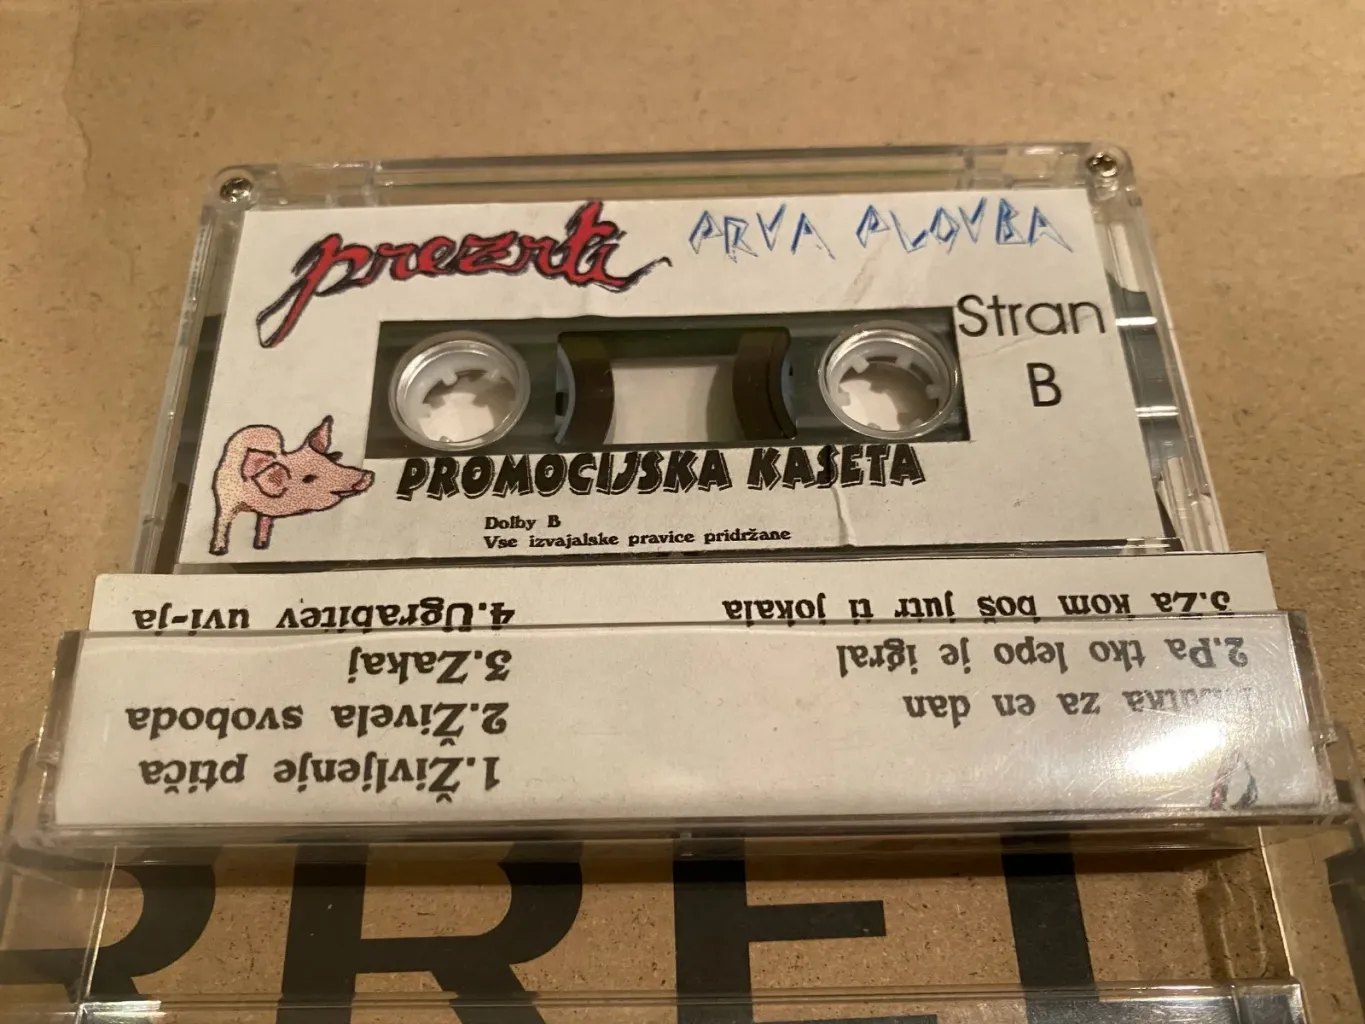 prezrti
PRVA PLOVBA
Stran
B
PROMOCIJSKA KASETA
Dolby B
Vse izvajalske pravice pridržane
1.Življenje ptiča
2.Živela svoboda
3.Zakaj
4.Ugrabitev uvi-ja
za en dan
2.Pa tko lepo je igral
3.Za kom boš jutr ti jokala